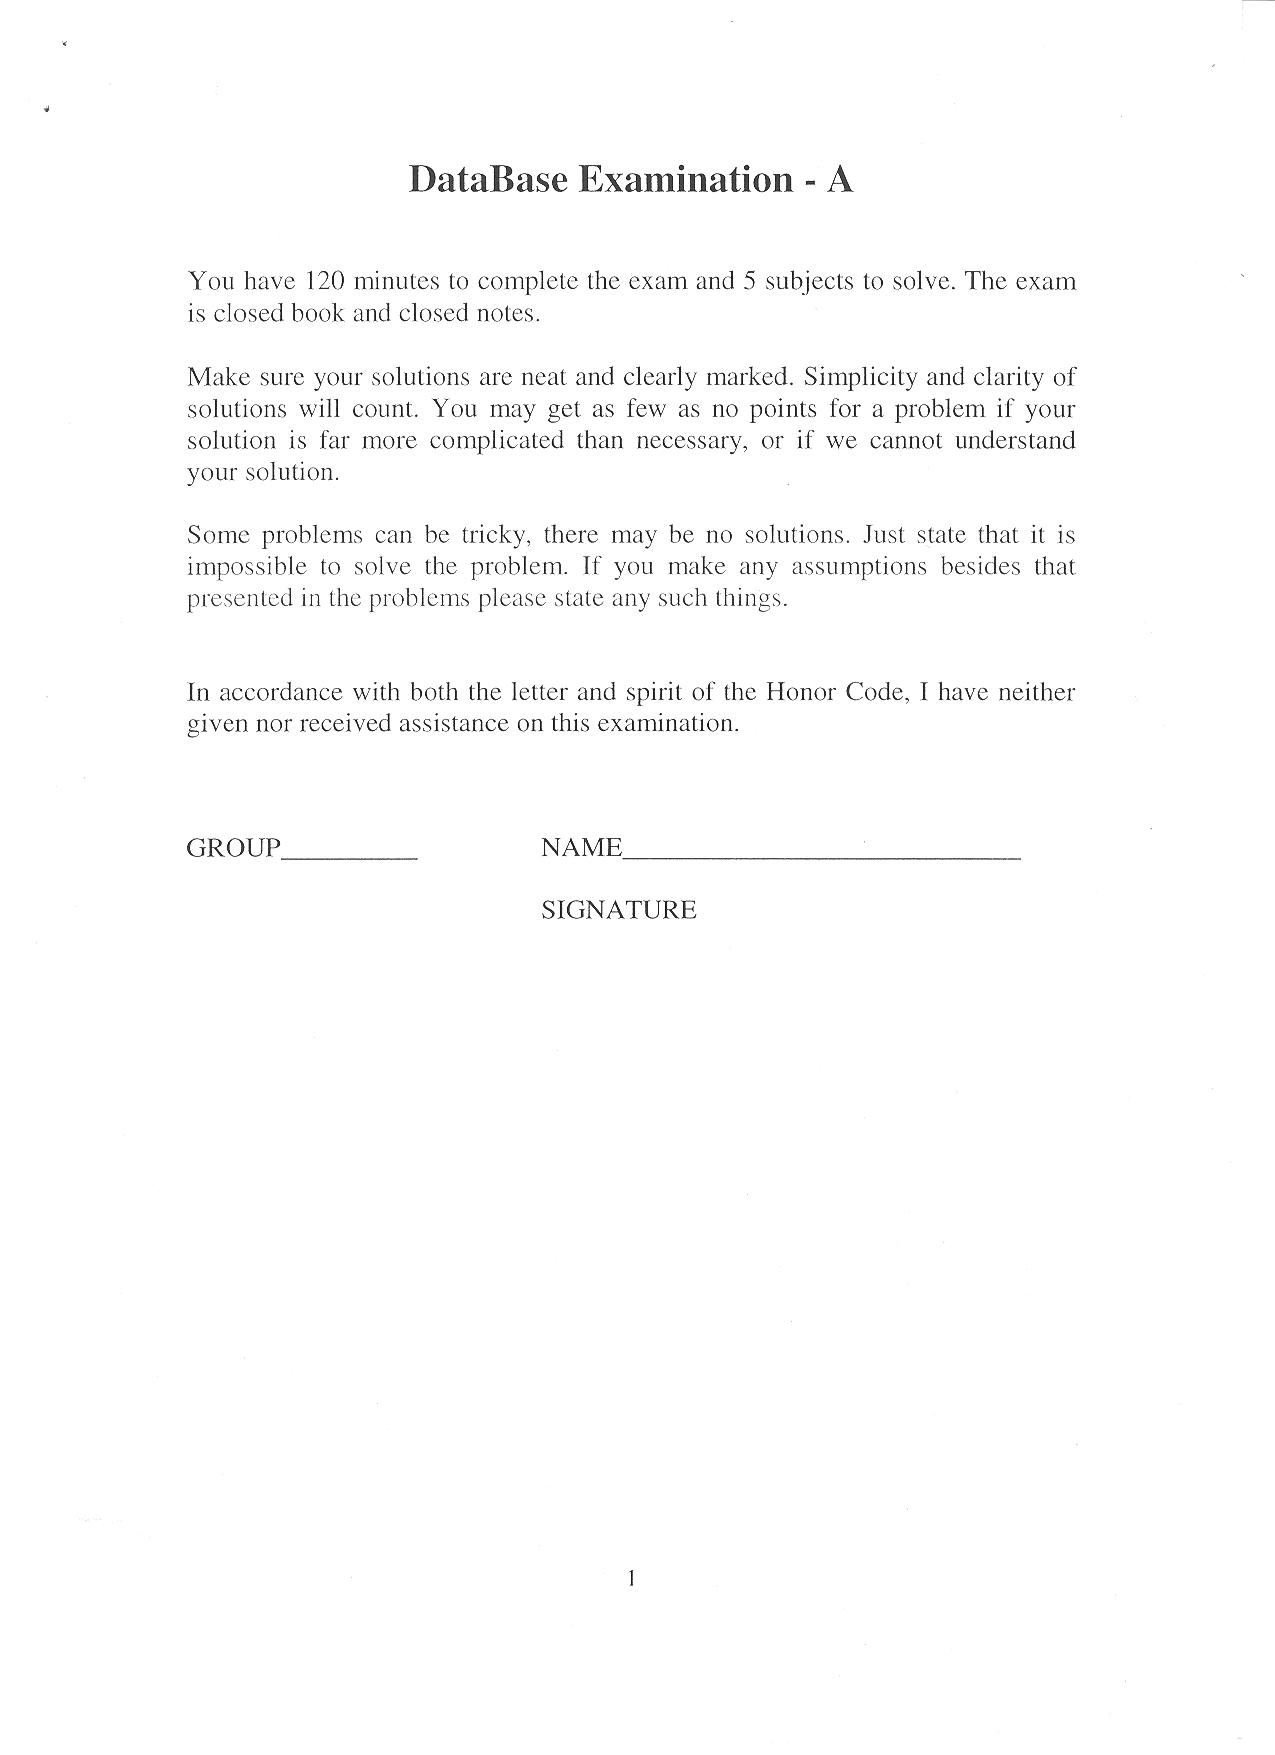 DataBase Examination - A
You have 120 minutes to complete the exam and 5 subjects to solve. The exam
is closed book and closed notes.
Make sure your solutions are neat and clearly marked. Simplicity and clarity of
solutions will count. You may get as few as no points for a problem if your
solution is far more complicated than necessary, or if we cannot understand
your solution.
Some problems can be tricky, there may be no solutions. Just state that it is
impossible to solve the problem. If you make any assumptions besides that
presented in the problems please state any such things.
In accordance with both the letter and spirit of the Honor Code, I have neither
given nor received assistance on this examination.
GROUP__________ NAME______________________________
SIGNATURE
1